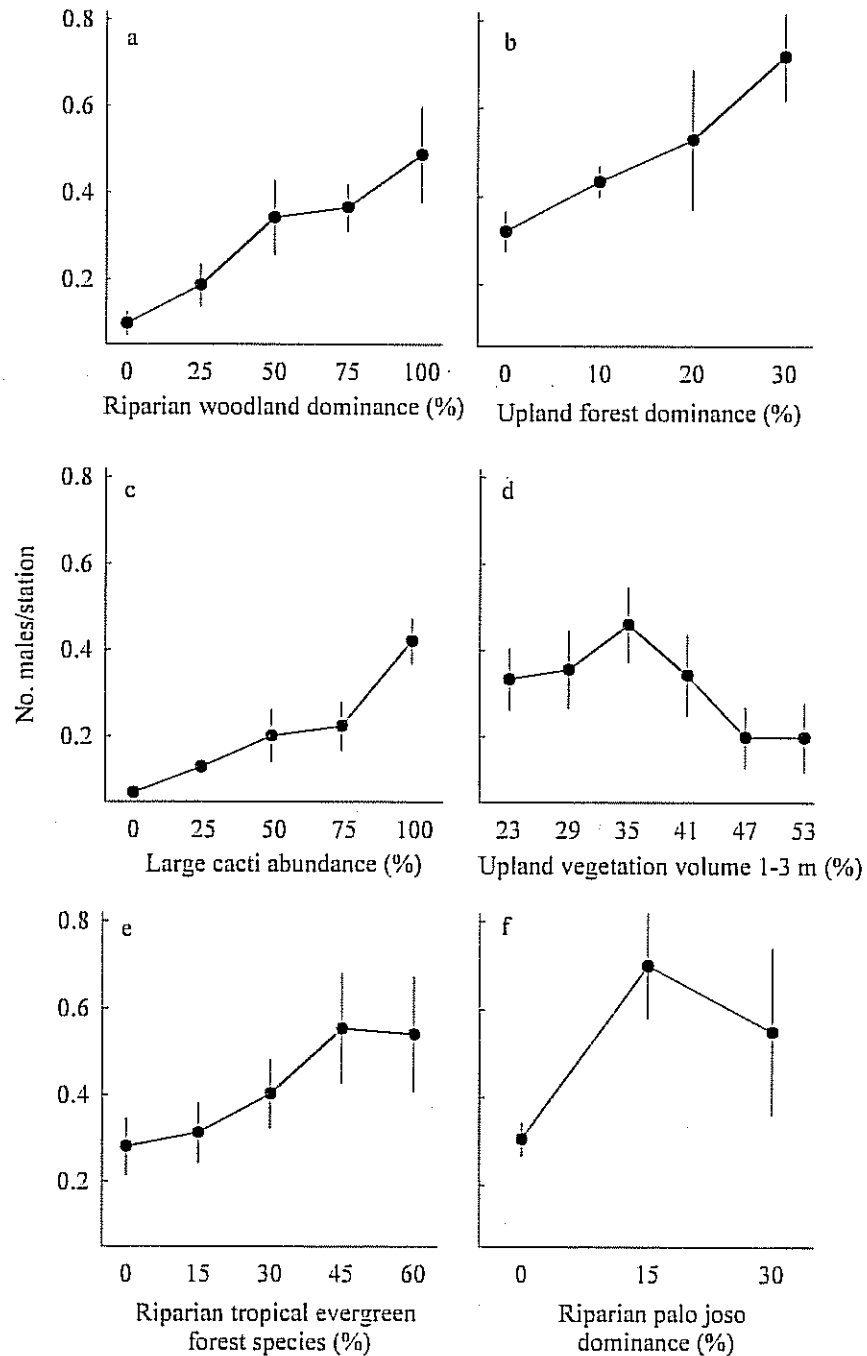 0.8
a
b
0.6
0.4
0.2
0 25 50 75 100
0 10 20 30
Riparian woodland dominance (%)
Upland forest dominance (%)
No. males/station
0.8
c
d
0.6
0.4
0.2
0 25 50 75 100
23 29 35 41 47 53
Large cacti abundance (%)
Upland vegetation volume 1-3 m (%)
0.8
e
f
0.6
0.4
0.2
0 15 30 45 60
0 15 30
Riparian tropical evergreen
forest species (%)
Riparian palo joso
dominance (%)